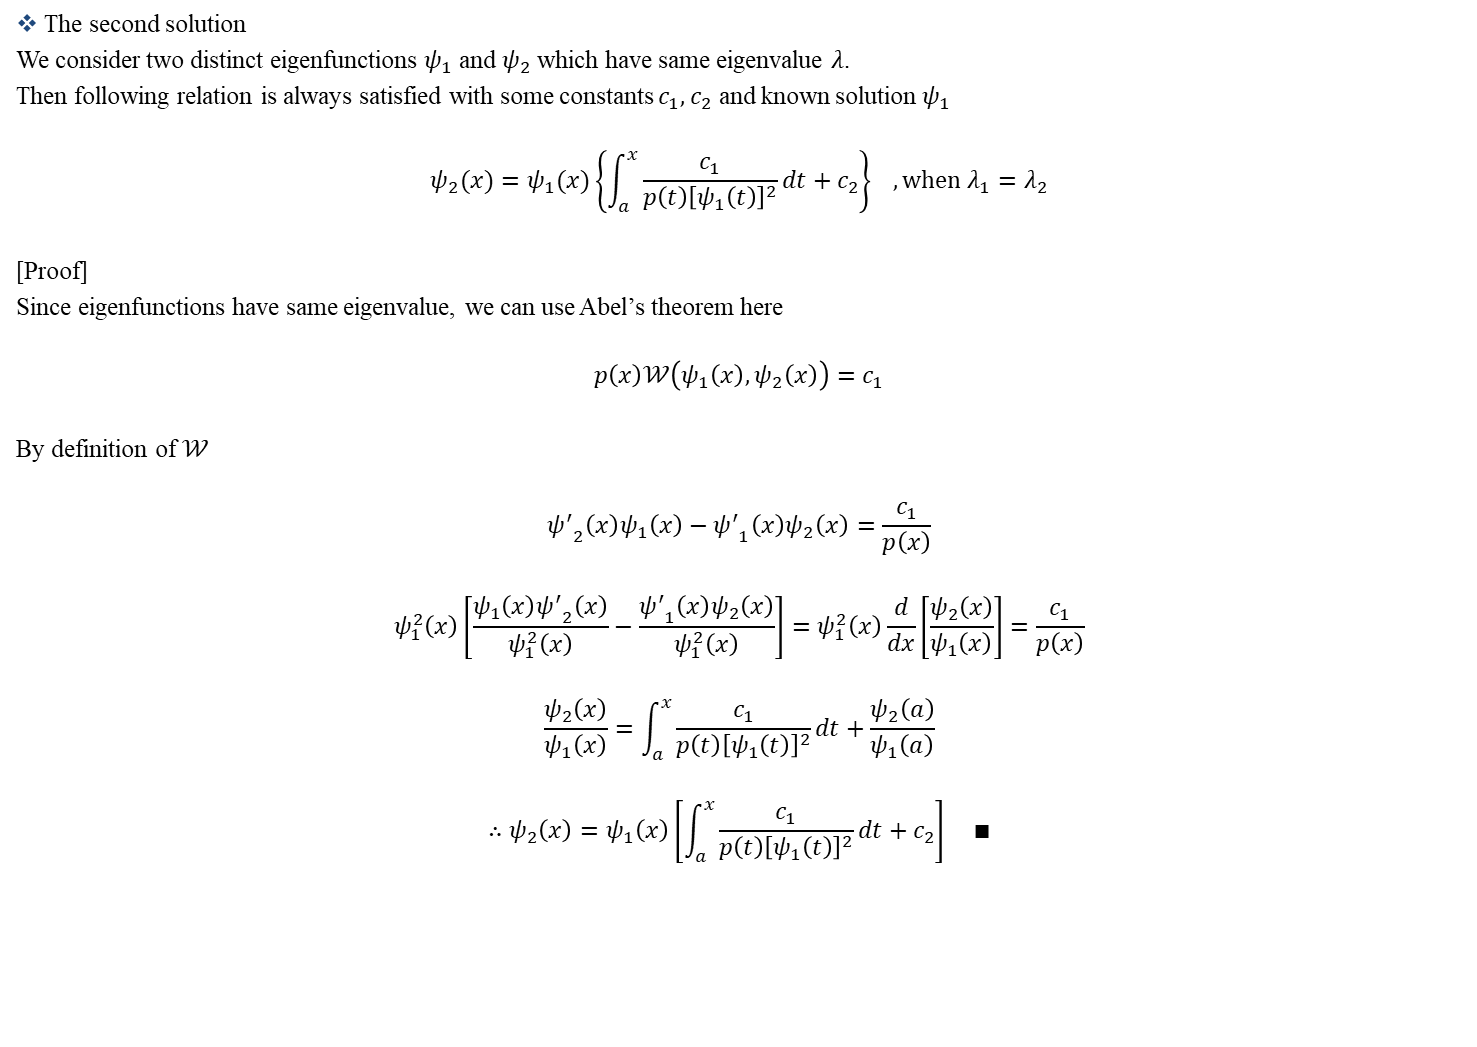 ❖ The second solution
We consider two distinct eigenfunctions ψ₁ and ψ₂ which have same eigenvalue λ.
Then following relation is always satisfied with some constants c₁, c₂ and known solution ψ₁
ψ₂(x) = ψ₁(x) {∫ₐˣ c₁/(p(t)[ψ₁(t)]²) dt + c₂} , when λ₁ = λ₂
[Proof]
Since eigenfunctions have same eigenvalue, we can use Abel’s theorem here
p(x)𝒲(ψ₁(x), ψ₂(x)) = c₁
By definition of 𝒲
ψ′₂(x)ψ₁(x) − ψ′₁(x)ψ₂(x) = c₁/p(x)
ψ₁²(x) [ψ₁(x)ψ′₂(x)/ψ₁²(x) − ψ′₁(x)ψ₂(x)/ψ₁²(x)] = ψ₁²(x) d/dx [ψ₂(x)/ψ₁(x)] = c₁/p(x)
ψ₂(x)/ψ₁(x) = ∫ₐˣ c₁/(p(t)[ψ₁(t)]²) dt + ψ₂(a)/ψ₁(a)
∴ ψ₂(x) = ψ₁(x) [∫ₐˣ c₁/(p(t)[ψ₁(t)]²) dt + c₂] ■